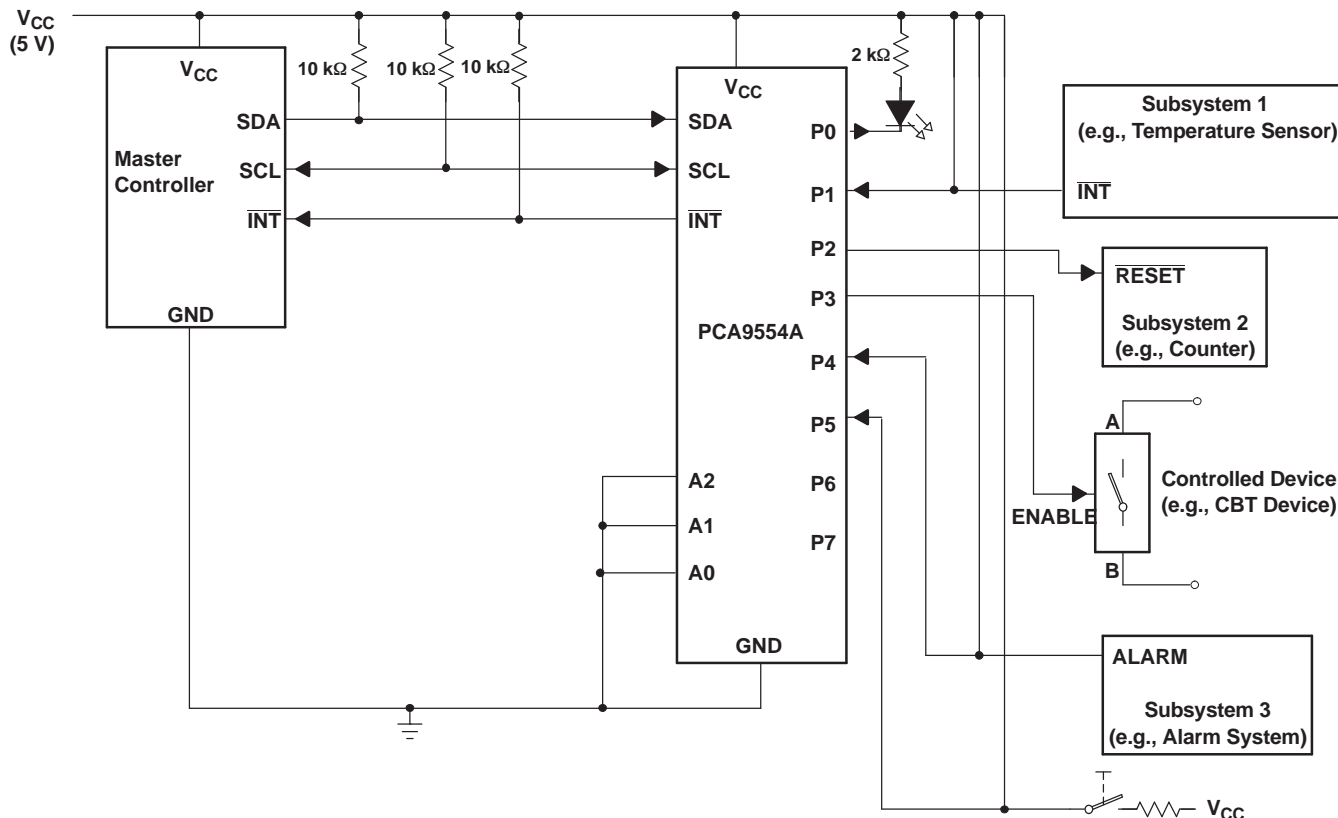 VCC
(5 V)
VCC
10 kΩ
10 kΩ
10 kΩ
SDA
SCL
INT
Master
Controller
GND
VCC
SDA
SCL
INT
PCA9554A
A2
A1
A0
GND
P0
P1
P2
P3
P4
P5
P6
P7
2 kΩ
Subsystem 1
(e.g., Temperature Sensor)
INT
RESET
Subsystem 2
(e.g., Counter)
A
ENABLE
B
Controlled Device
(e.g., CBT Device)
ALARM
Subsystem 3
(e.g., Alarm System)
VCC